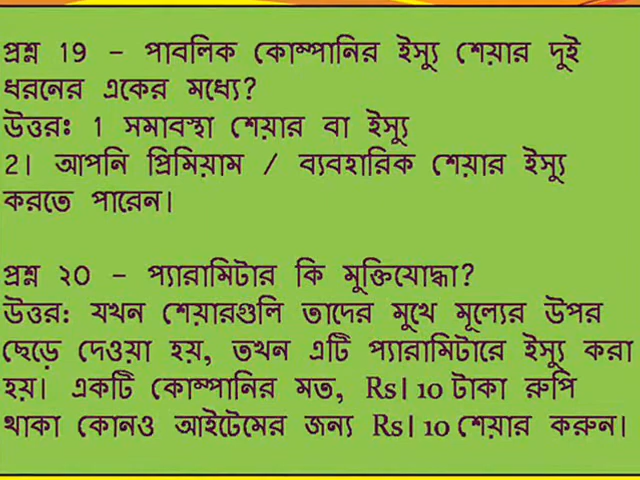 প্রশ্ন 19 - পাবলিক কোম্পানির ইস্যু শেয়ার দুই
ধরনের একের মধ্যে?
উত্তরঃ 1 সমাবস্থা শেয়ার বা ইস্যু
2। আপনি প্রিমিয়াম / ব্যবহারিক শেয়ার ইস্যু
করতে পারেন।
প্রশ্ন ২0 - প্যারামিটার কি মুক্তিযোদ্ধা?
উত্তর: যখন শেয়ারগুলি তাদের মুখে মূল্যের উপর
ছেড়ে দেওয়া হয়, তখন এটি প্যারামিটারে ইস্যু করা
হয়। একটি কোম্পানির মত, Rs। 10 টাকা রুপি
থাকা কোনও আইটেমের জন্য Rs। 10 শেয়ার করুন।